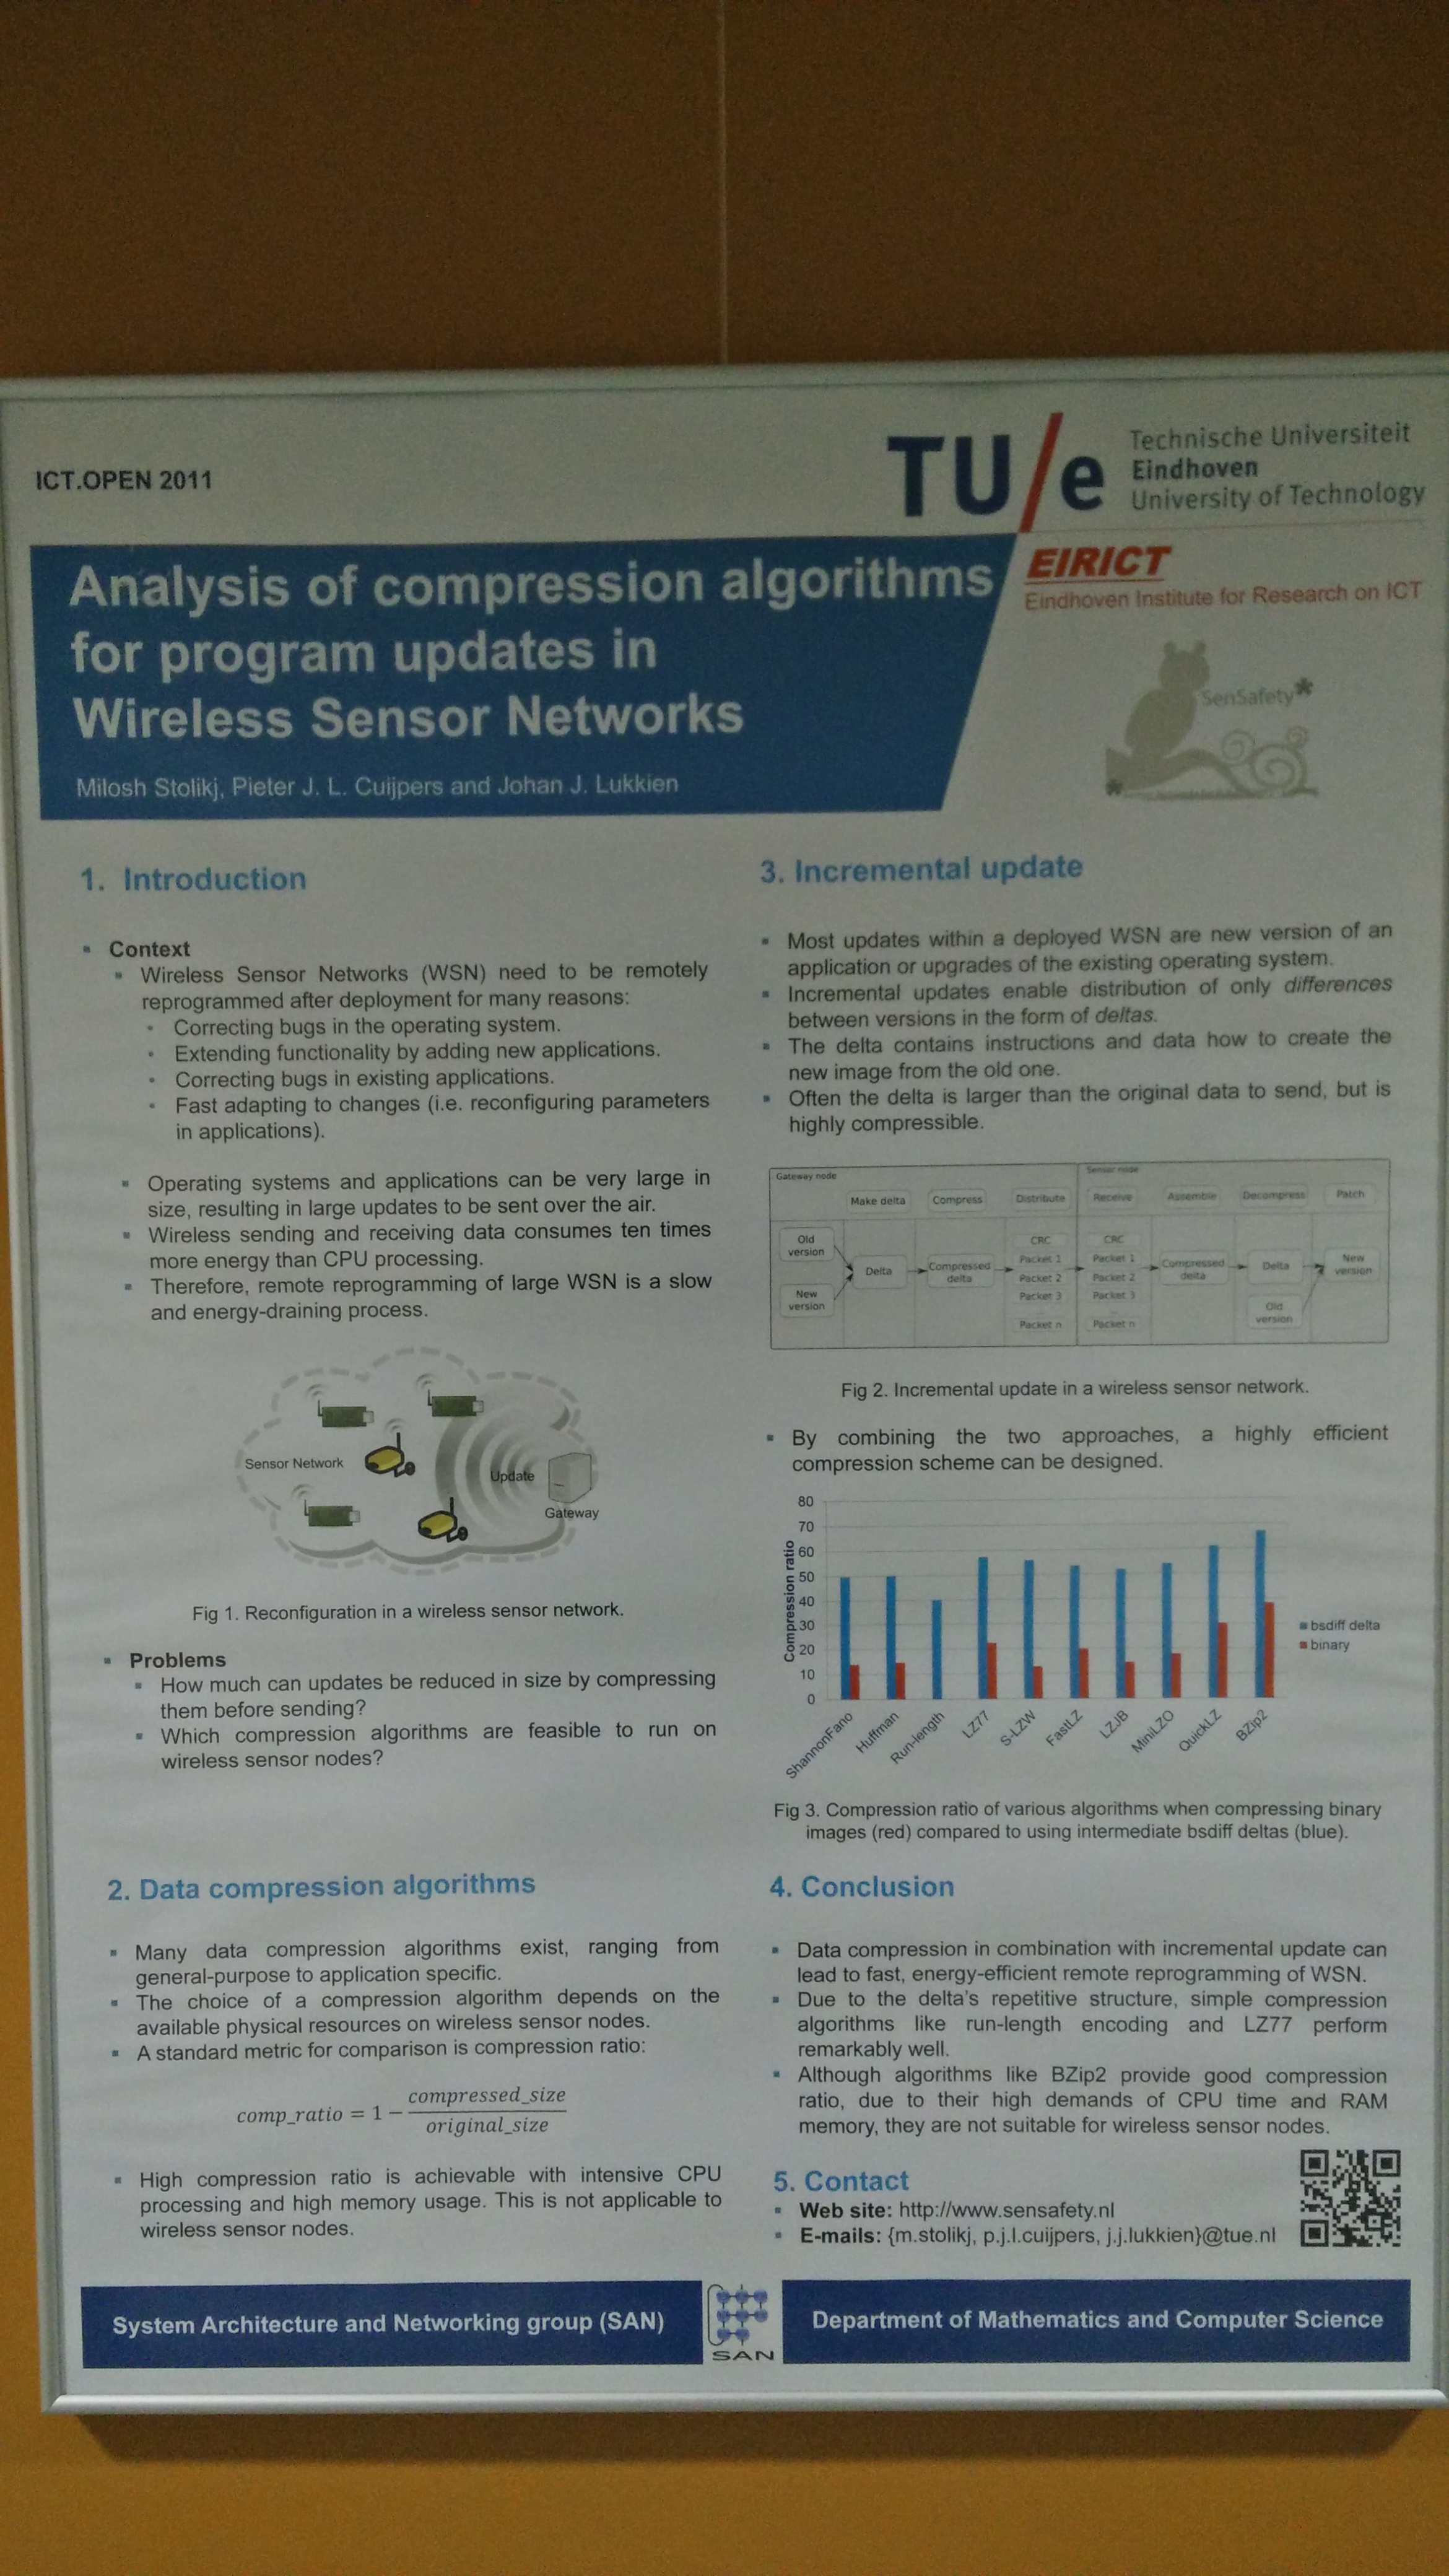 ICT.OPEN 2011
TU/e
Technische Universiteit
Eindhoven
University of Technology
Analysis of compression algorithms
for program updates in
Wireless Sensor Networks
Milosh Stolikj, Pieter J. L. Cuijpers and Johan J. Lukkien
EIRICT
Eindhoven Institute for Research on ICT
SenSafety*
*
1. Introduction
▪ Context
▪ Wireless Sensor Networks (WSN) need to be remotely
reprogrammed after deployment for many reasons:
• Correcting bugs in the operating system.
• Extending functionality by adding new applications.
• Correcting bugs in existing applications.
• Fast adapting to changes (i.e. reconfiguring parameters
in applications).
▪ Operating systems and applications can be very large in
size, resulting in large updates to be sent over the air.
▪ Wireless sending and receiving data consumes ten times
more energy than CPU processing.
▪ Therefore, remote reprogramming of large WSN is a slow
and energy-draining process.
Sensor Network
Update
Gateway
Fig 1. Reconfiguration in a wireless sensor network.
▪ Problems
▪ How much can updates be reduced in size by compressing
them before sending?
▪ Which compression algorithms are feasible to run on
wireless sensor nodes?
2. Data compression algorithms
▪ Many data compression algorithms exist, ranging from
general-purpose to application specific.
▪ The choice of a compression algorithm depends on the
available physical resources on wireless sensor nodes.
▪ A standard metric for comparison is compression ratio:
comp_ratio = 1 − compressed_size
original_size
▪ High compression ratio is achievable with intensive CPU
processing and high memory usage. This is not applicable to
wireless sensor nodes.
3. Incremental update
▪ Most updates within a deployed WSN are new version of an
application or upgrades of the existing operating system.
▪ Incremental updates enable distribution of only differences
between versions in the form of deltas.
▪ The delta contains instructions and data how to create the
new image from the old one.
▪ Often the delta is larger than the original data to send, but is
highly compressible.
Gateway node
Sensor node
Make delta Compress Distribute Receive Assemble Decompress Patch
Old
version
New
version
Delta
Compressed
delta
CRC
Packet 1
Packet 2
Packet 3
Packet n
CRC
Packet 1
Packet 2
Packet 3
Packet n
Compressed
delta
Delta
Old
version
New
version
Fig 2. Incremental update in a wireless sensor network.
▪ By combining the two approaches, a highly efficient
compression scheme can be designed.
Compression ratio
80
70
60
50
40
30
20
10
0
ShannonFano
Huffman
Run-length
LZ77
S-LZW
FastLZ
LZJB
MiniLZO
QuickLZ
BZip2
bsdiff delta
binary
Fig 3. Compression ratio of various algorithms when compressing binary
images (red) compared to using intermediate bsdiff deltas (blue).
4. Conclusion
▪ Data compression in combination with incremental update can
lead to fast, energy-efficient remote reprogramming of WSN.
▪ Due to the delta's repetitive structure, simple compression
algorithms like run-length encoding and LZ77 perform
remarkably well.
▪ Although algorithms like BZip2 provide good compression
ratio, due to their high demands of CPU time and RAM
memory, they are not suitable for wireless sensor nodes.
5. Contact
▪ Web site: http://www.sensafety.nl
▪ E-mails: {m.stolikj, p.j.l.cuijpers, j.j.lukkien}@tue.nl
System Architecture and Networking group (SAN)
SAN
Department of Mathematics and Computer Science